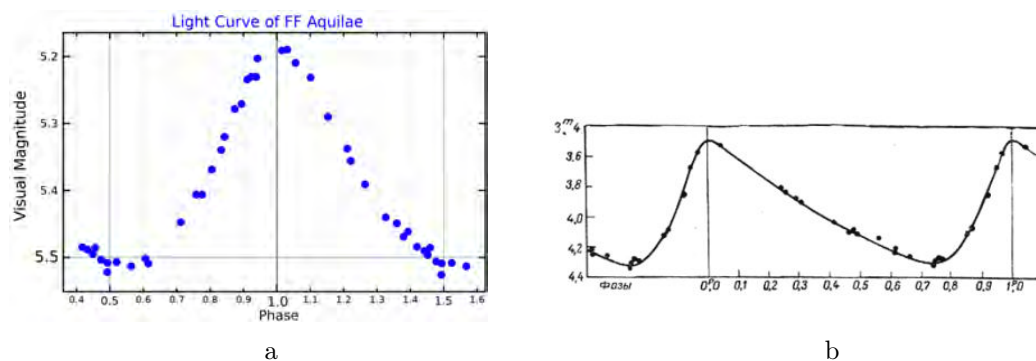 Light Curve of FF Aquilae
Visual Magnitude
5.2
5.3
5.4
5.5
0.4 0.5 0.6 0.7 0.8 0.9 1.0 1.1 1.2 1.3 1.4 1.5 1.6
Phase
a
3ᵐ,4
3,6
3,8
4,0
4,2
4,4
Фазы 0,0 0,1 0,2 0,3 0,4 0,5 0,6 0,7 0,8 0,9 1,0 0,1
b